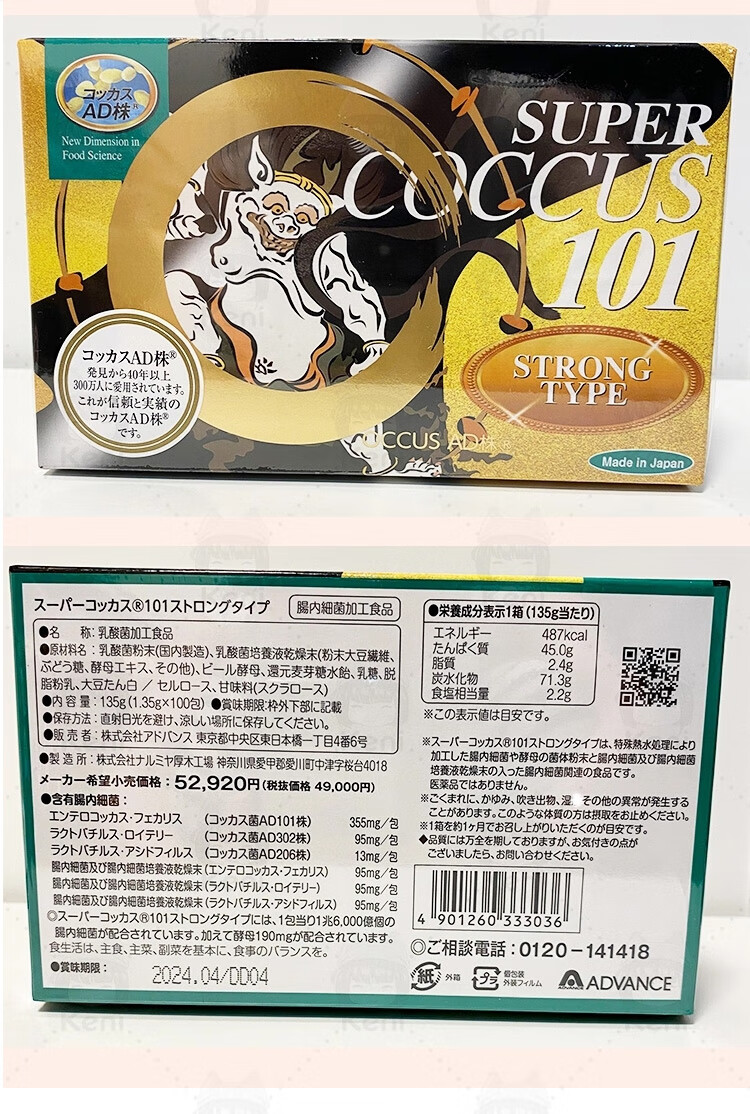 コッカス
AD株®
New Dimension in
Food Science
SUPER
COCCUS
101
STRONG
TYPE
コッカスAD株®
発見から40年以上
300万人に愛用されています。
これが信頼と実績の
コッカスAD株®
です。
COCCUS AD株®
Made in Japan
Keni
スーパーコッカス®101ストロングタイプ
腸内細菌加工食品
●名　称:乳酸菌加工食品
●原材料名:乳酸菌粉末(国内製造)、乳酸菌培養液乾燥末(粉末大豆繊維、
ぶどう糖、酵母エキス、その他)、ビール酵母、還元麦芽糖水飴、乳糖、脱
脂粉乳、大豆たん白 / セルロース、甘味料(スクラロース)
●内 容 量:135g(1.35g×100包) ●賞味期限:枠外下部に記載
●保存方法:直射日光を避け、涼しい場所に保存してください。
●販 売 者:株式会社アドバンス 東京都中央区東日本橋一丁目4番6号
●製 造 所:株式会社ナルミヤ厚木工場 神奈川県愛甲郡愛川町中津字桜台4018
メーカー希望小売価格:52,920円(税抜価格 49,000円)
●含有腸内細菌:
エンテロコッカス・フェカリス (コッカス菌AD101株) 355mg/包
ラクトバチルス・ロイテリー (コッカス菌AD302株) 95mg/包
ラクトバチルス・アシドフィルス (コッカス菌AD206株) 13mg/包
腸内細菌及び腸内細菌培養液乾燥末(エンテロコッカス・フェカリス) 95mg/包
腸内細菌及び腸内細菌培養液乾燥末(ラクトバチルス・ロイテリー) 95mg/包
腸内細菌及び腸内細菌培養液乾燥末(ラクトバチルス・アシドフィルス) 95mg/包
◎スーパーコッカス®101ストロングタイプには、1包当り1兆6,000億個の
腸内細菌が配合されています。加えて酵母190mgが配合されています。
食生活は、主食、主菜、副菜を基本に、食事のバランスを。
●賞味期限:
2024.04/DD04
●栄養成分表示1箱(135g当たり)
エネルギー 487kcal
たんぱく質 45.0g
脂質 2.4g
炭水化物 71.3g
食塩相当量 2.2g
※この表示値は目安です。
※スーパーコッカス®101ストロングタイプは、特殊熱水処理により
加工した腸内細菌や酵母の菌体粉末と腸内細菌及び腸内細菌
培養液乾燥末の入った腸内細菌関連の食品です。
医薬品ではありません。
※ごくまれに、かゆみ、吹き出物、湿 その他の異常が発生する
ことがあります。このような体質の方は摂取をお止めください。
※1箱を約1ヶ月でお召し上がりいただくのが目安です。
◆品質には万全を期しておりますが、お気付きの点が
ございましたら、お問い合わせください。
4 901260 333036
◎ご相談電話:0120-141418
紙 外箱
プラ 個包装
外装フィルム
ADVANCE
ADVANCE
Keni
Keni